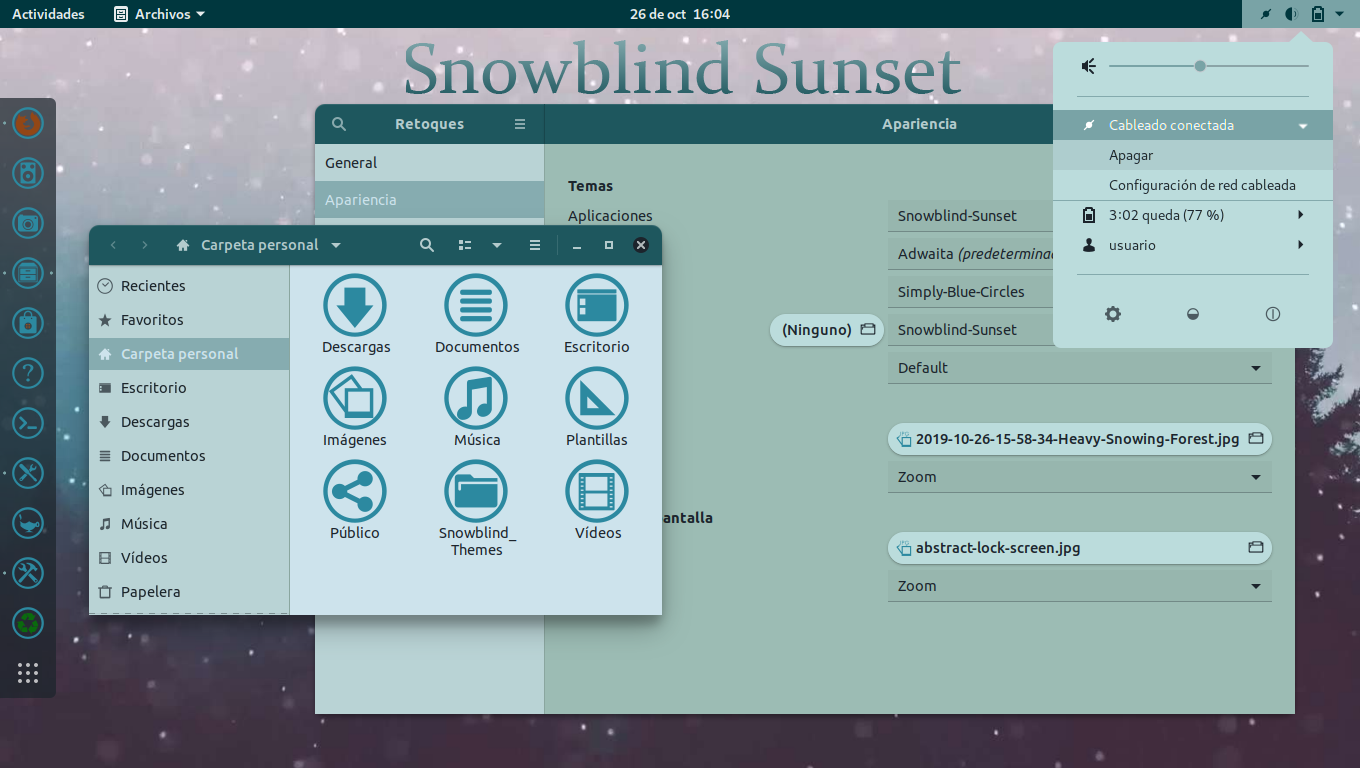 Actividades
Archivos
26 de oct 16:04
Snowblind Sunset
Retoques
Apariencia
General
Apariencia
Temas
Aplicaciones
Snowblind-Sunset
Adwaita (predeterminad
Simply-Blue-Circles
(Ninguno)
Snowblind-Sunset
Default
2019-10-26-15-58-34-Heavy-Snowing-Forest.jpg
Zoom
antalla
abstract-lock-screen.jpg
Zoom
Cableado conectada
Apagar
Configuración de red cableada
3:02 queda (77 %)
usuario
Carpeta personal
Recientes
Favoritos
Carpeta personal
Escritorio
Descargas
Documentos
Imágenes
Música
Vídeos
Papelera
Descargas
Documentos
Escritorio
Imágenes
Música
Plantillas
Público
Snowblind_
Themes
Vídeos